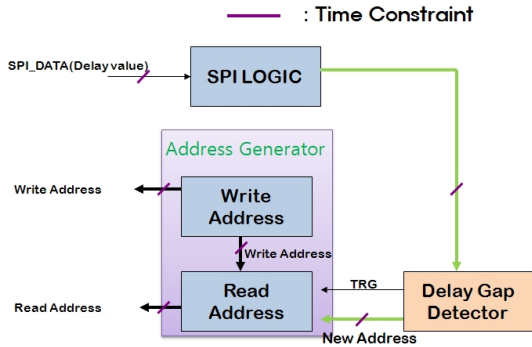 : Time Constraint
SPI_DATA(Delay value)
SPI LOGIC
Address Generator
Write Address
Write
Address
Write Address
Read Address
Read
Address
TRG
New Address
Delay Gap
Detector